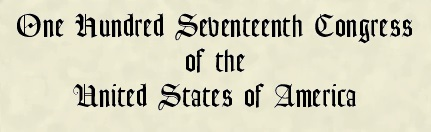 One Hundred Seventeenth Congress
of the
United States of America